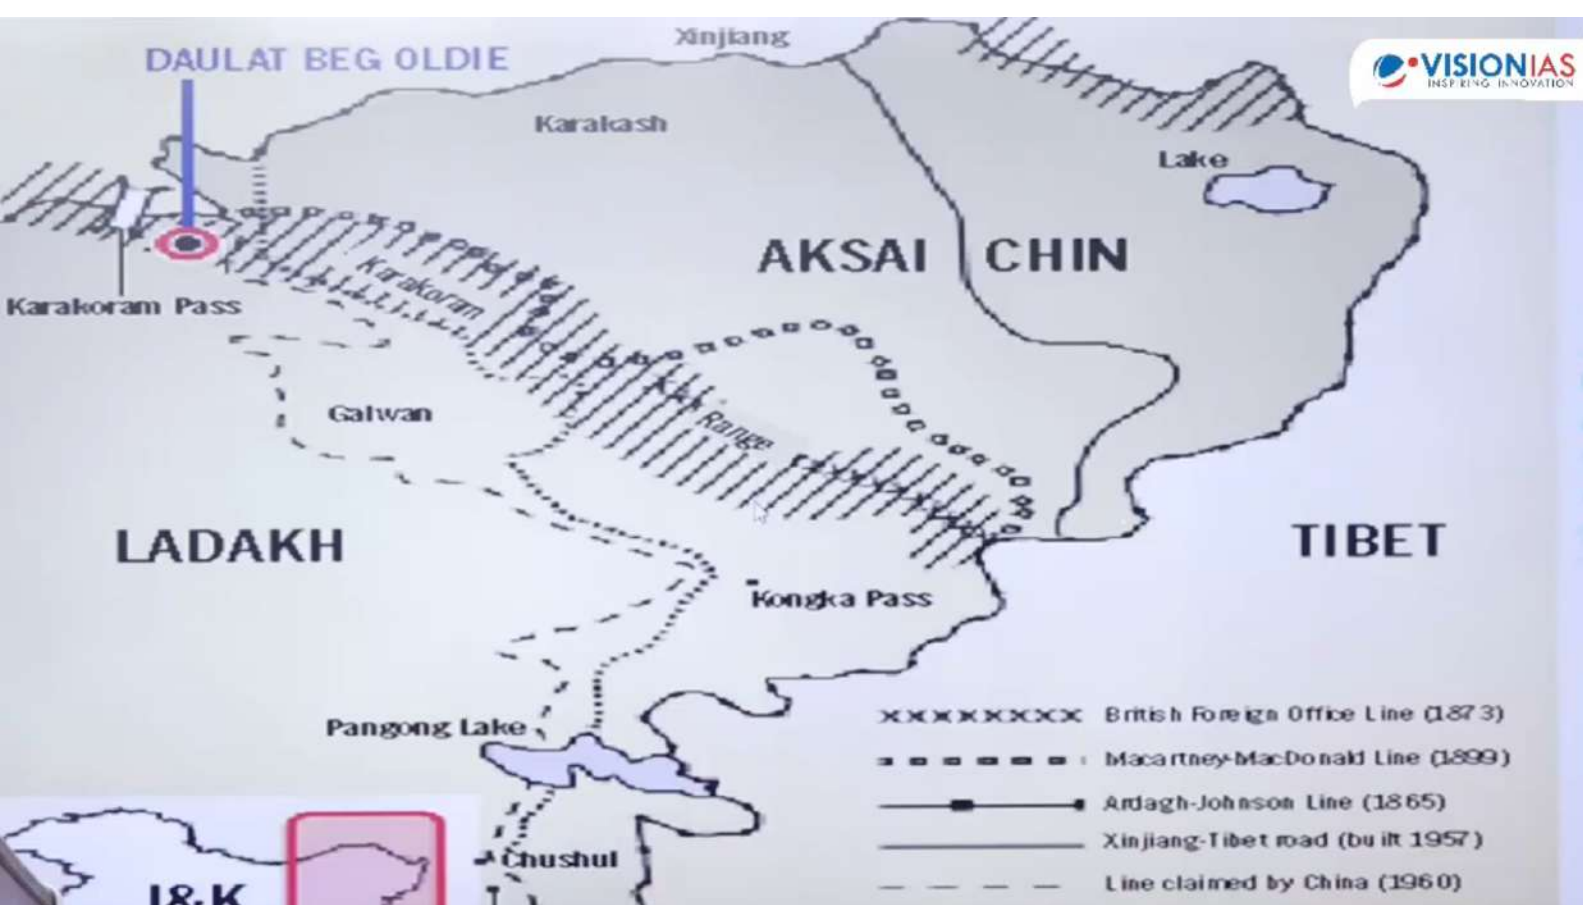 Xinjiang
DAULAT BEG OLDIE
VISIONIAS
INSPIRING INNOVATION
Karakash
Lake
AKSAI CHIN
Karakoram
Karakoram Pass
Range
Galwan
LADAKH
TIBET
Kongka Pass
Pangong Lake
British Foreign Office Line (1873)
Macartney-MacDonald Line (1899)
Ardagh-Johnson Line (1865)
Xinjiang-Tibet road (built 1957)
Chushul
Line claimed by China (1960)
J&K